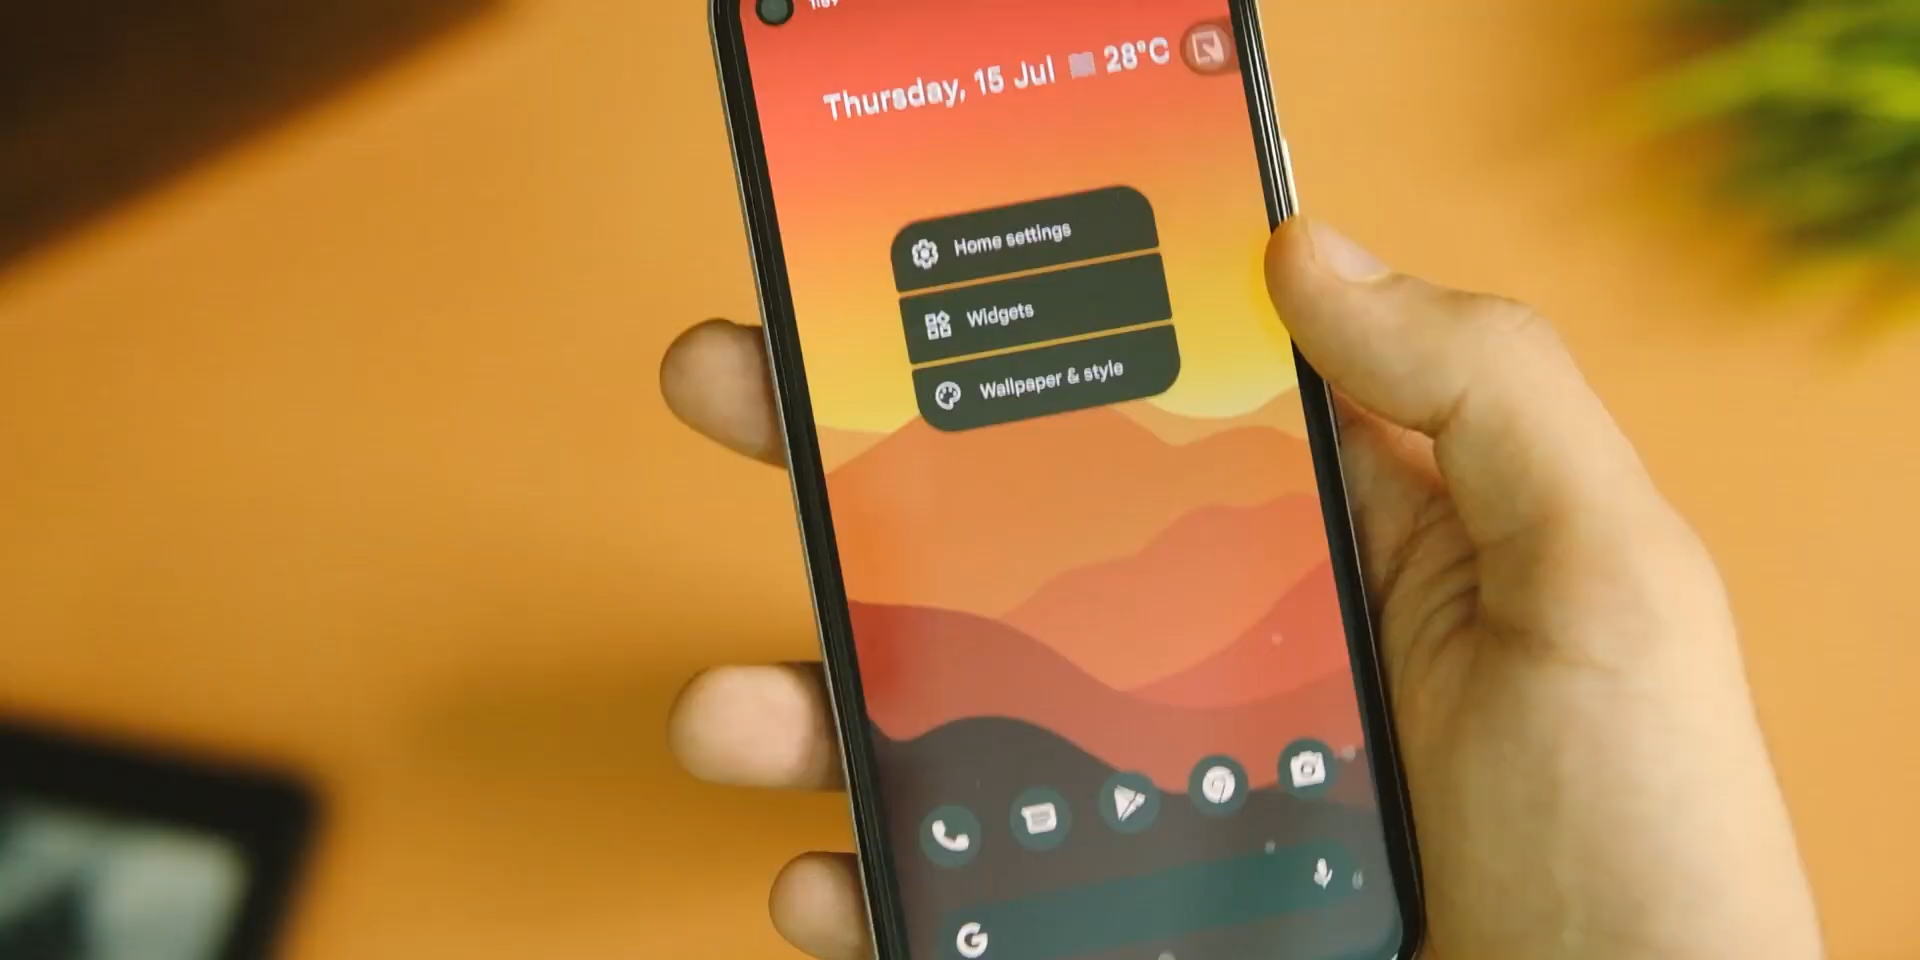 Thursday, 15 Jul 28°C
Home settings
Widgets
Wallpaper & style
G